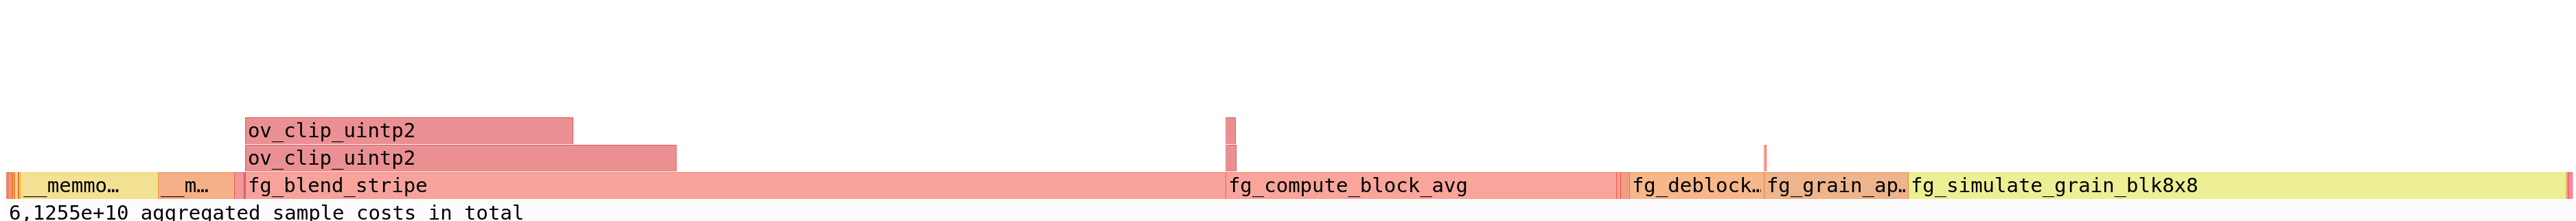 ov_clip_uintp2
ov_clip_uintp2
__memmo… __m… fg_blend_stripe fg_compute_block_avg fg_deblock… fg_grain_ap… fg_simulate_grain_blk8x8
6,1255e+10 aggregated sample costs in total